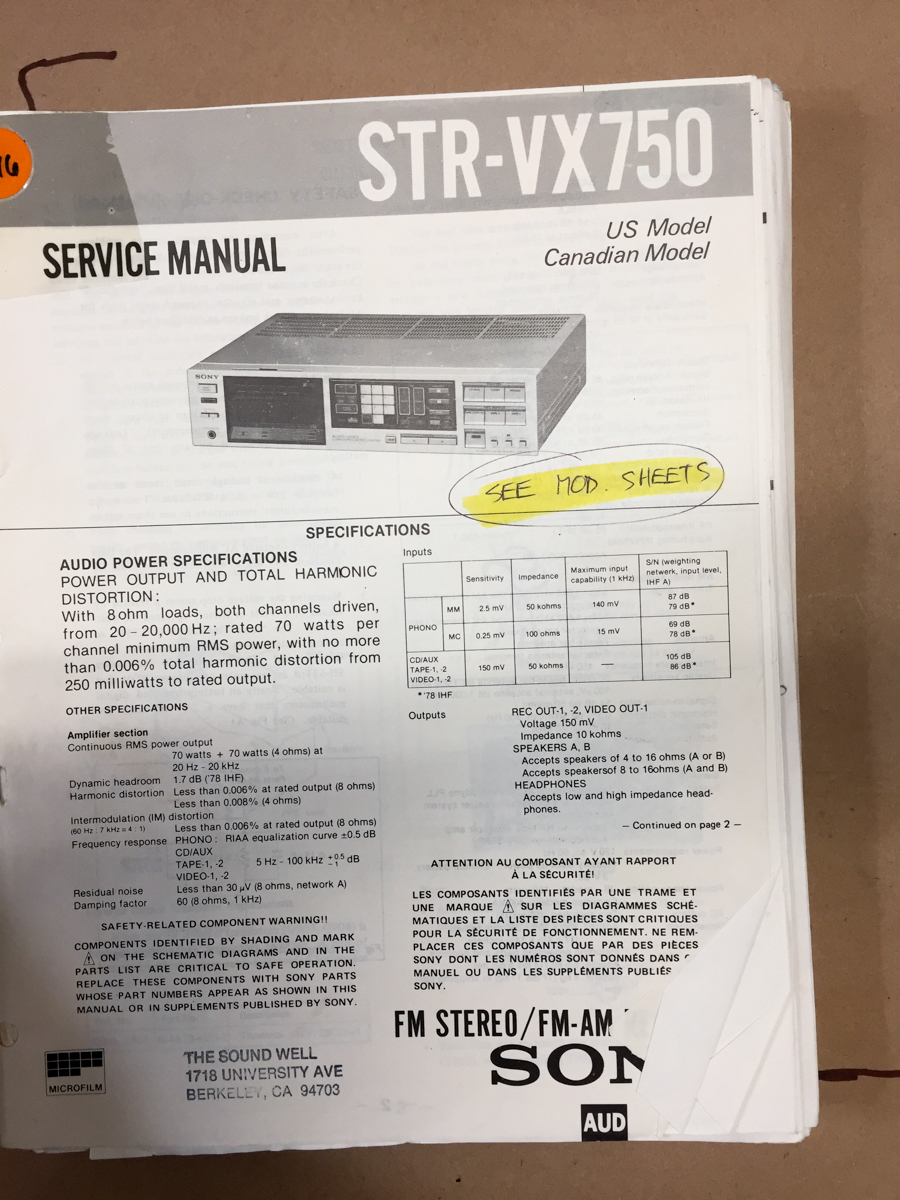 16
STR-VX750
SERVICE MANUAL
US Model
Canadian Model
SONY
SEE MOD. SHEETS
SPECIFICATIONS
AUDIO POWER SPECIFICATIONS
POWER OUTPUT AND TOTAL HARMONIC
DISTORTION:
With 8 ohm loads, both channels driven,
from 20 – 20,000 Hz; rated 70 watts per
channel minimum RMS power, with no more
than 0.006% total harmonic distortion from
250 milliwatts to rated output.
OTHER SPECIFICATIONS
Amplifier section
Continuous RMS power output
70 watts + 70 watts (4 ohms) at
20 Hz - 20 kHz
Dynamic headroom 1.7 dB ('78 IHF)
Harmonic distortion Less than 0.006% at rated output (8 ohms)
Less than 0.008% (4 ohms)
Intermodulation (IM) distortion
(60 Hz : 7 kHz = 4 : 1) Less than 0.006% at rated output (8 ohms)
Frequency response PHONO: RIAA equalization curve ±0.5 dB
CD/AUX
TAPE-1, -2 5 Hz - 100 kHz +0.5 −1 dB
VIDEO-1, -2
Residual noise Less than 30 μV (8 ohms, network A)
Damping factor 60 (8 ohms, 1 kHz)
SAFETY-RELATED COMPONENT WARNING!!
COMPONENTS IDENTIFIED BY SHADING AND MARK
⚠ ON THE SCHEMATIC DIAGRAMS AND IN THE
PARTS LIST ARE CRITICAL TO SAFE OPERATION.
REPLACE THESE COMPONENTS WITH SONY PARTS
WHOSE PART NUMBERS APPEAR AS SHOWN IN THIS
MANUAL OR IN SUPPLEMENTS PUBLISHED BY SONY.
Inputs
Sensitivity Impedance Maximum input capability (1 kHz) S/N (weighting netwerk, input level, IHF A)
PHONO MM 2.5 mV 50 kohms 140 mV 87 dB 79 dB*
MC 0.25 mV 100 ohms 15 mV 69 dB 78 dB*
CD/AUX TAPE-1, -2 VIDEO-1, -2 150 mV 50 kohms — 105 dB 86 dB*
*'78 IHF
Outputs REC OUT-1, -2, VIDEO OUT-1
Voltage 150 mV
Impedance 10 kohms
SPEAKERS A, B
Accepts speakers of 4 to 16 ohms (A or B)
Accepts speakersof 8 to 16ohms (A and B)
HEADPHONES
Accepts low and high impedance head-
phones.
– Continued on page 2 –
ATTENTION AU COMPOSANT AYANT RAPPORT
À LA SÉCURITÉ!
LES COMPOSANTS IDENTIFIÉS PAR UNE TRAME ET
UNE MARQUE ⚠ SUR LES DIAGRAMMES SCHÉ-
MATIQUES ET LA LISTE DES PIÈCES SONT CRITIQUES
POUR LA SÉCURITÉ DE FONCTIONNEMENT. NE REM-
PLACER CES COMPOSANTS QUE PAR DES PIÈCES
SONY DONT LES NUMÉROS SONT DONNÉS DANS
MANUEL OU DANS LES SUPPLÉMENTS PUBLIÉS
SONY.
FM STEREO/FM-AM
SON
AUD
MICROFILM
THE SOUND WELL
1718 UNIVERSITY AVE
BERKELEY, CA 94703